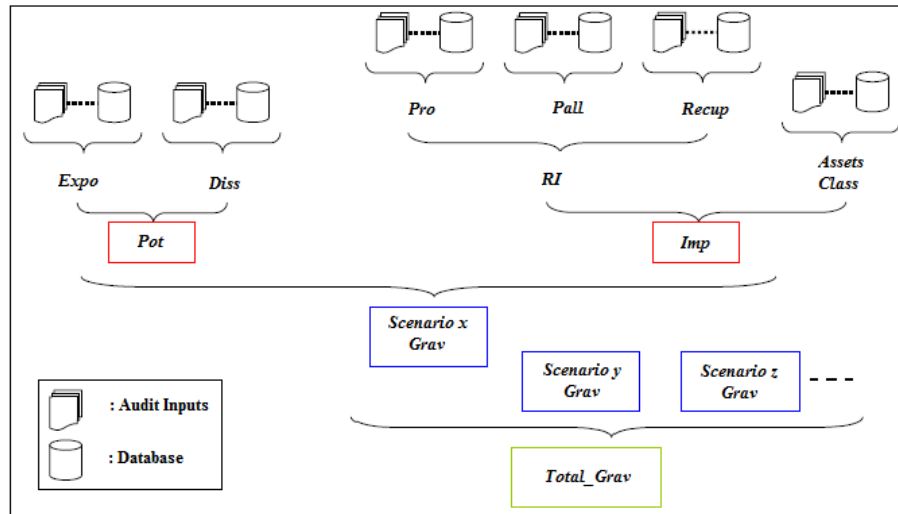 Pro
Pall
Recup
Expo
Diss
RI
Assets
Class
Pot
Imp
Scenario x
Grav
Scenario y
Grav
Scenario z
Grav
: Audit Inputs
: Database
Total_Grav